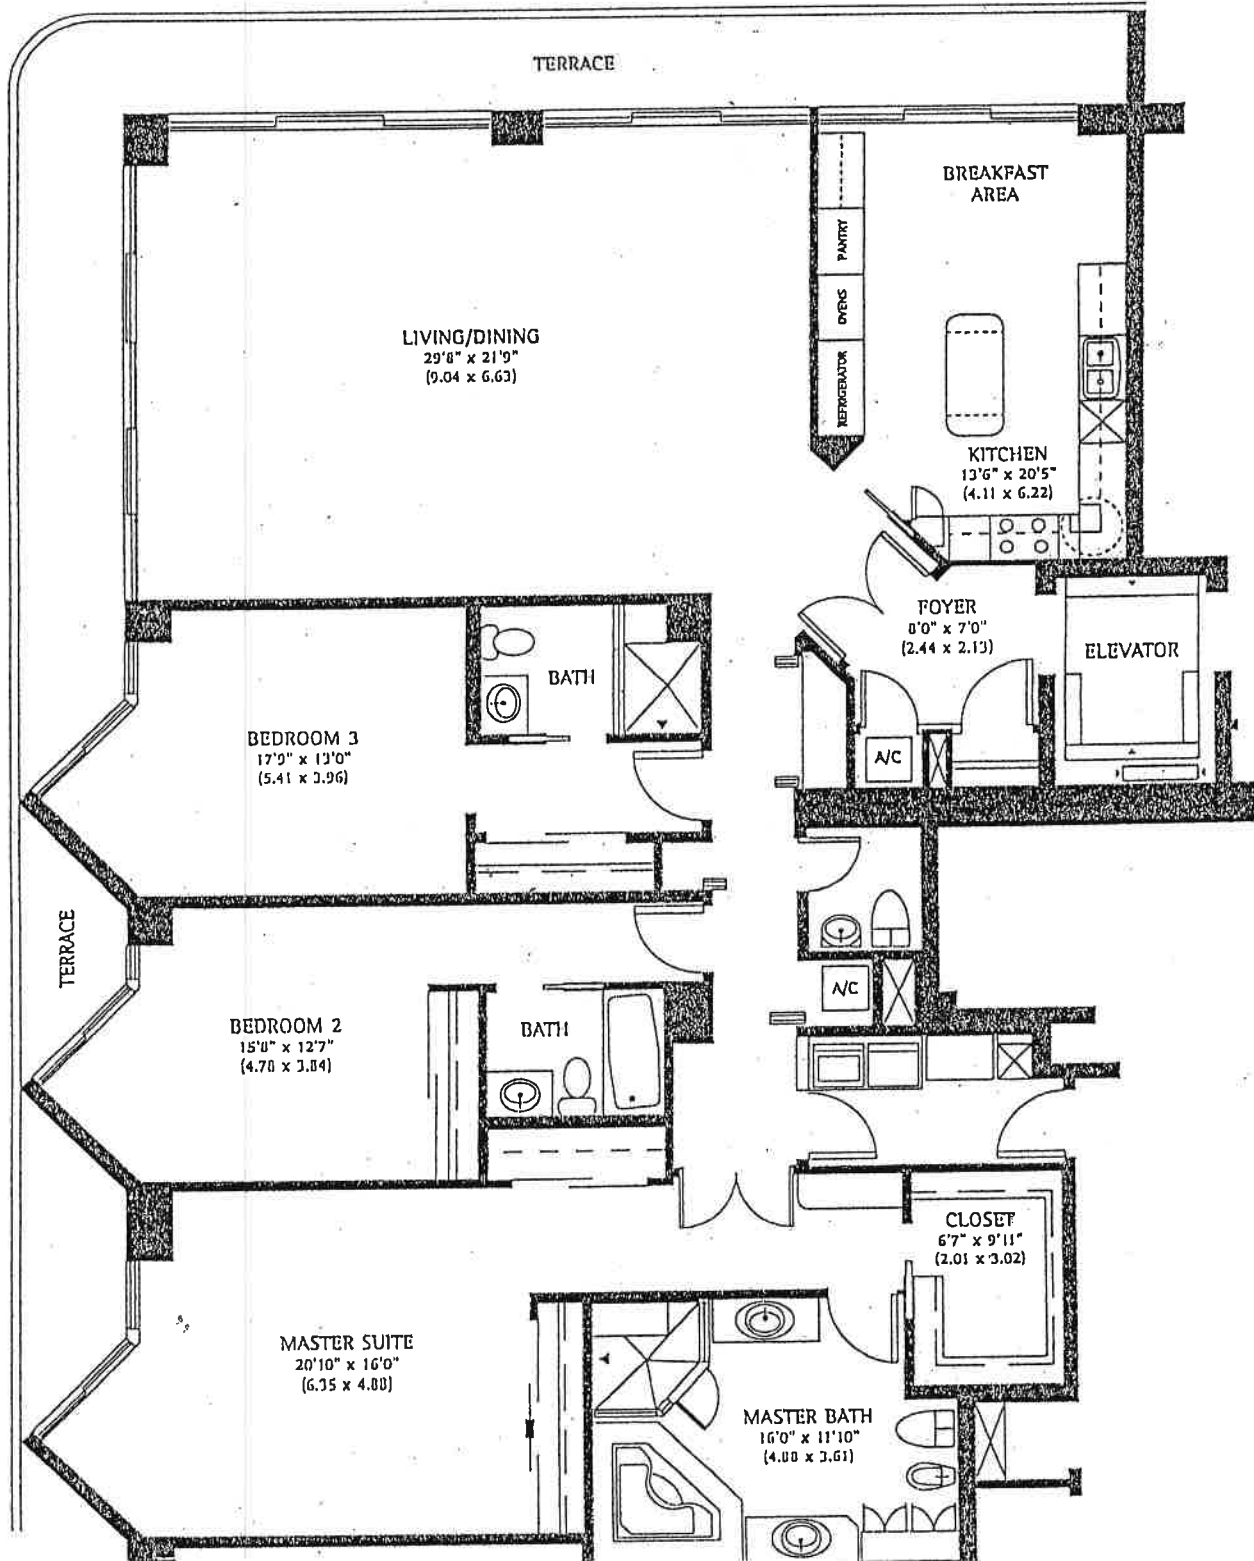 TERRACE
BREAKFAST
AREA
PANTRY
OVENS
REFRIGERATOR
LIVING/DINING
29'8" x 21'9"
(9.04 x 6.63)
KITCHEN
13'6" x 20'5"
(4.11 x 6.22)
FOYER
8'0" x 7'0"
(2.44 x 2.13)
ELEVATOR
BATH
BEDROOM 3
17'9" x 13'0"
(5.41 x 3.96)
A/C
TERRACE
A/C
BEDROOM 2
15'8" x 12'7"
(4.78 x 3.84)
BATH
CLOSET
6'7" x 9'11"
(2.01 x 3.02)
MASTER SUITE
20'10" x 16'0"
(6.35 x 4.88)
MASTER BATH
16'0" x 11'10"
(4.88 x 3.61)